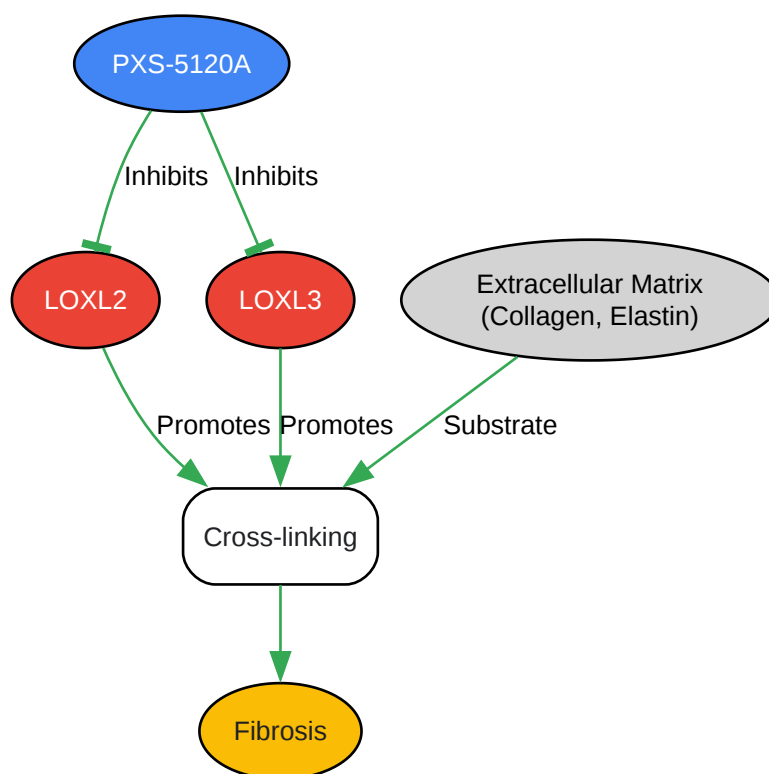 PXS-5120A
Inhibits
Inhibits
LOXL2
LOXL3
Extracellular Matrix
(Collagen, Elastin)
Promotes
Promotes
Substrate
Cross-linking
Fibrosis